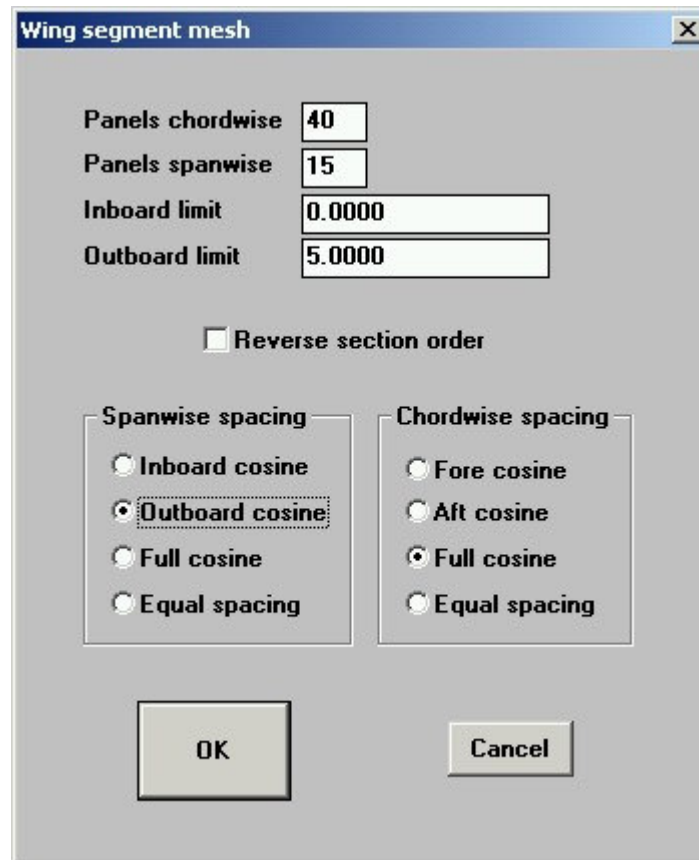 Wing segment mesh
Panels chordwise 40
Panels spanwise 15
Inboard limit 0.0000
Outboard limit 5.0000
Reverse section order
Spanwise spacing
Inboard cosine
Outboard cosine
Full cosine
Equal spacing
Chordwise spacing
Fore cosine
Aft cosine
Full cosine
Equal spacing
OK
Cancel